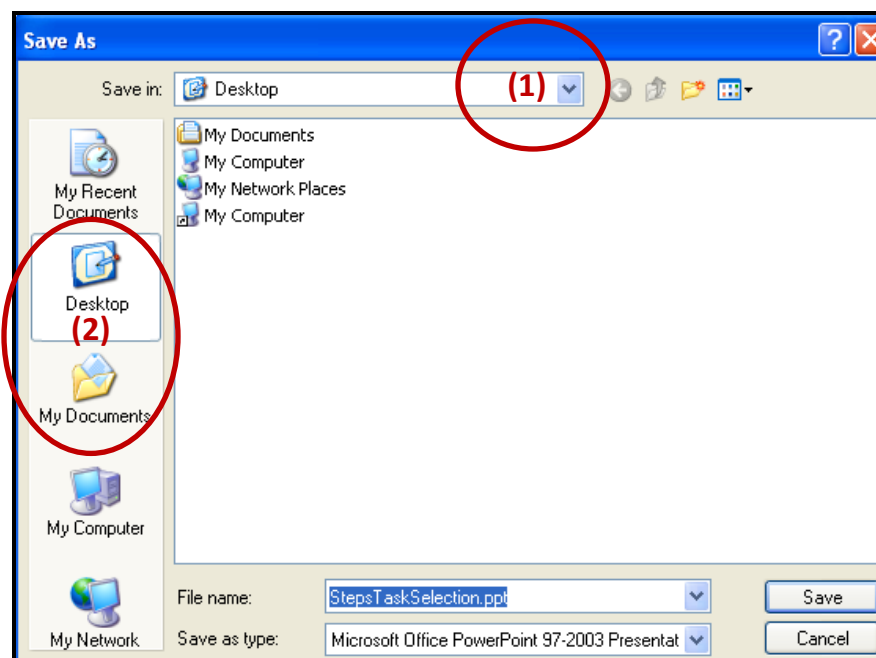 Save As
Save in: Desktop (1)
My Documents
My Computer
My Network Places
My Computer
My Recent
Documents
Desktop
(2)
My Documents
My Computer
My Network
File name: StepsTaskSelection.ppt Save
Save as type: Microsoft Office PowerPoint 97-2003 Presentat Cancel